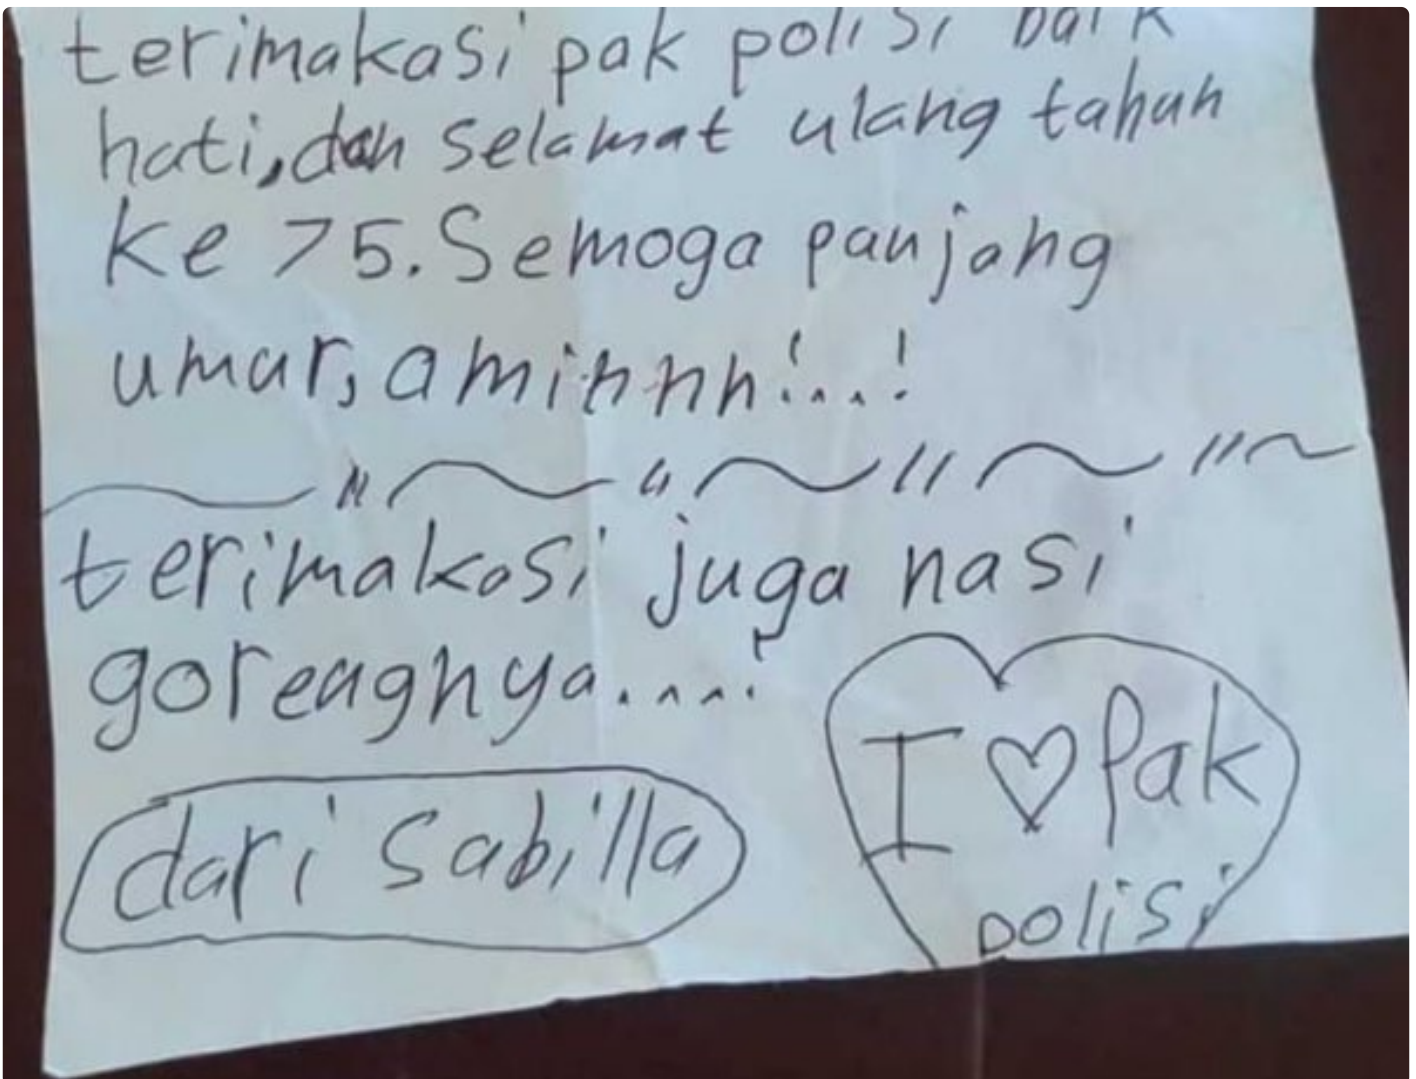 terimakasi pak polisi baik
hati, dan selamat ulang tahun
ke 75. Semoga panjang
umur, aminnnn!...!
terimakasi juga nasi
goreagnya....!
dari Sabilla
I ♡ Pak
polisi